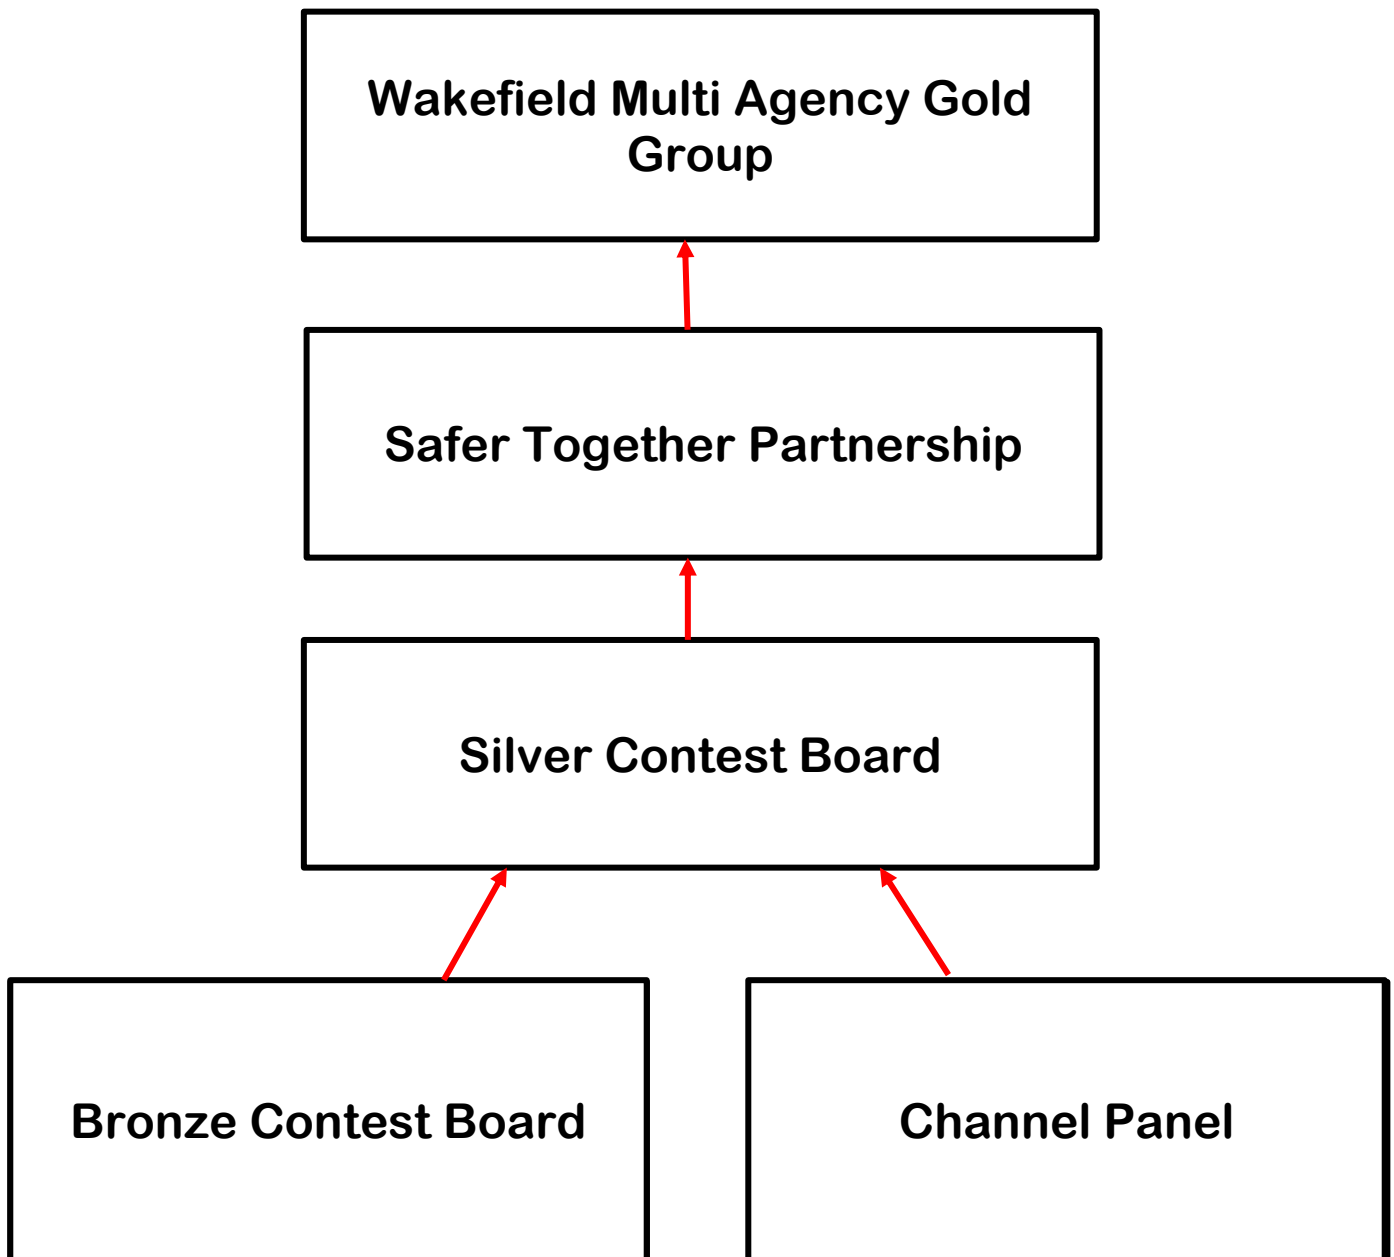 Wakefield Multi Agency Gold
Group
Safer Together Partnership
Silver Contest Board
Bronze Contest Board
Channel Panel